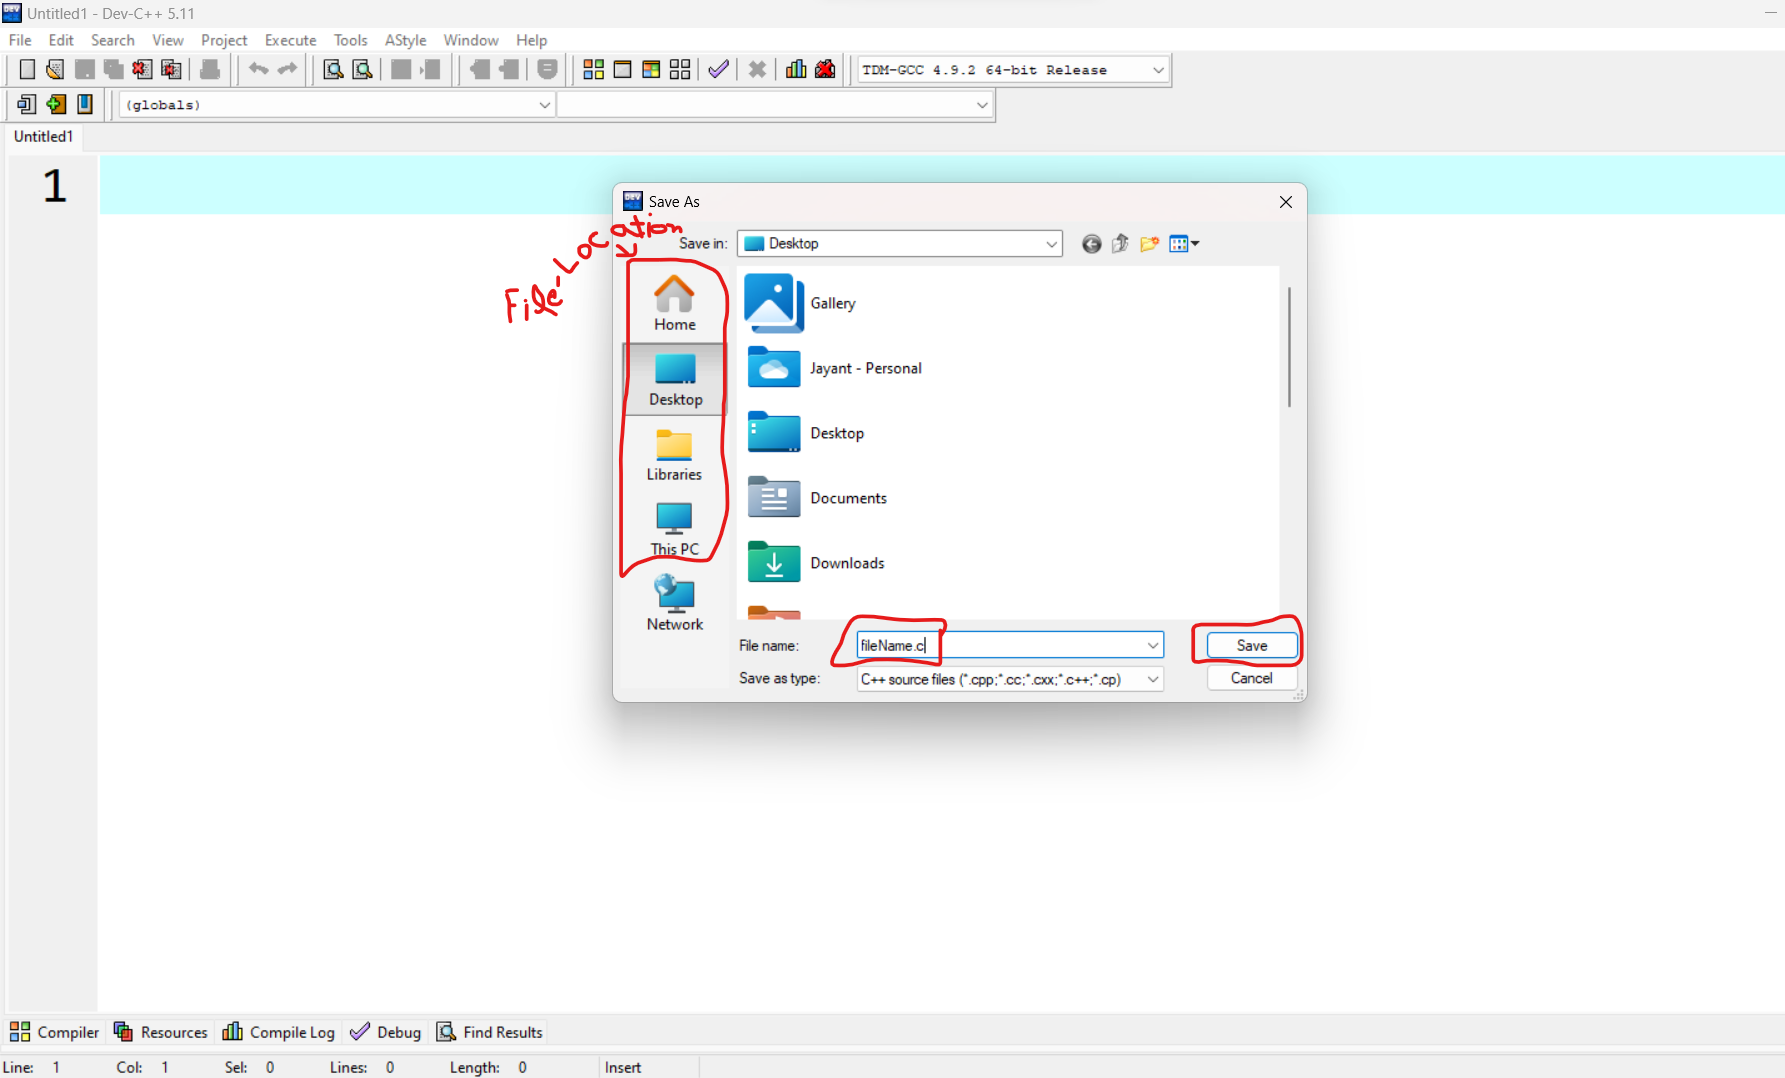 Untitled1 - Dev-C++ 5.11
File Edit Search View Project Execute Tools AStyle Window Help
TDM-GCC 4.9.2 64-bit Release
(globals)
Untitled1
1
Save As
File Location
Save in: Desktop
Home
Desktop
Libraries
This PC
Network
Gallery
Jayant - Personal
Desktop
Documents
Downloads
File name: fileName.c Save
Save as type: C++ source files (*.cpp;*.cc;*.cxx;*.c++;*.cp) Cancel
Compiler Resources Compile Log Debug Find Results
Line: 1 Col: 1 Sel: 0 Lines: 0 Length: 0 Insert